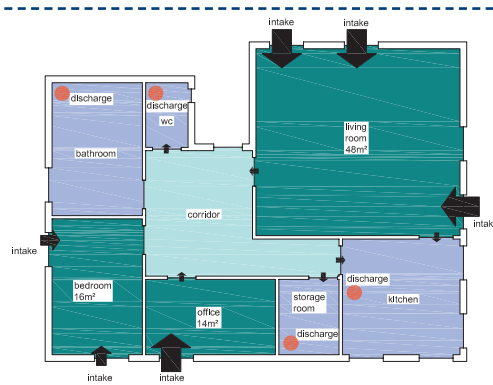 intake
intake
discharge
discharge
wc
living
room
48m²
bathroom
corridor
intak
intake
bedroom
16m²
office
14m²
storage
room
discharge
discharge
kitchen
intake
intake